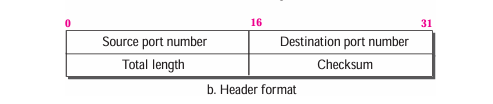 0 16 31
Source port number Destination port number
Total length Checksum
b. Header format